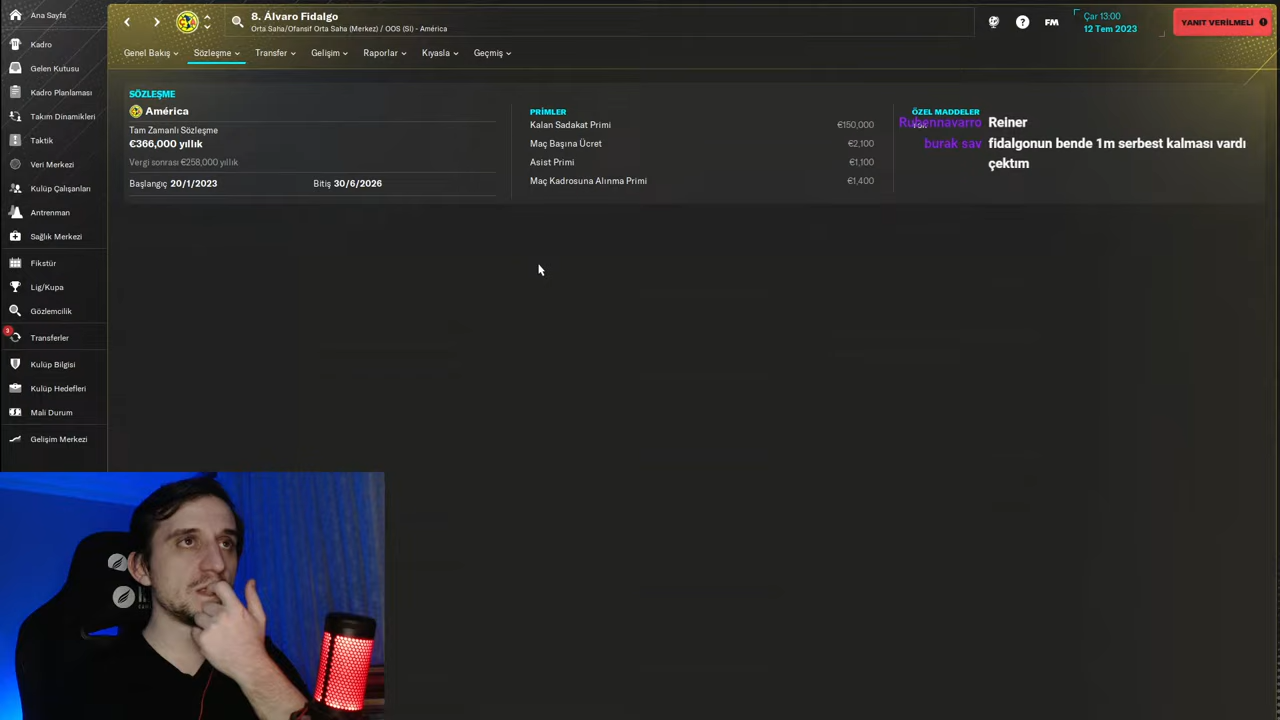 Ana Sayfa
Kadro
Gelen Kutusu
Kadro Planlaması
Takım Dinamikleri
Taktik
Veri Merkezi
Kulüp Çalışanları
Antrenman
Sağlık Merkezi
Fikstür
Lig/Kupa
Gözlemcilik
3
Transferler
Kulüp Bilgisi
Kulüp Hedefleri
Mali Durum
Gelişim Merkezi
8. Álvaro Fidalgo
Orta Saha/Ofansif Orta Saha (Merkez) / OOS (Sl) - América
?
FM
Çar 13:00
12 Tem 2023
YANIT VERİLMELİ
Genel Bakış
Sözleşme
Transfer
Gelişim
Raporlar
Kıyasla
Geçmiş
SÖZLEŞME
América
Tam Zamanlı Sözleşme
€366,000 yıllık
Vergi sonrası €258,000 yıllık
Başlangıç 20/1/2023
Bitiş 30/6/2026
PRİMLER
Kalan Sadakat Primi €150,000
Maç Başına Ücret €2,100
Asist Primi €1,100
Maç Kadrosuna Alınma Primi €1,400
ÖZEL MADDELER
Rubennavarro Reiner
burak sav fidalgonun bende 1m serbest kalması vardı
çektım